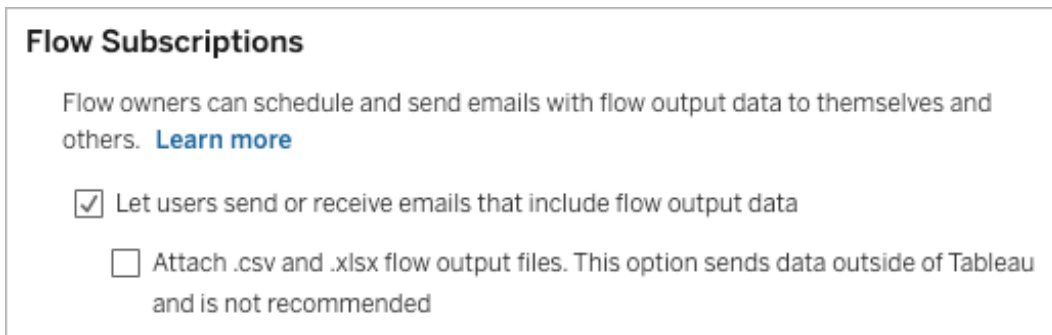 Flow Subscriptions
Flow owners can schedule and send emails with flow output data to themselves and
others. Learn more
Let users send or receive emails that include flow output data
Attach .csv and .xlsx flow output files. This option sends data outside of Tableau
and is not recommended